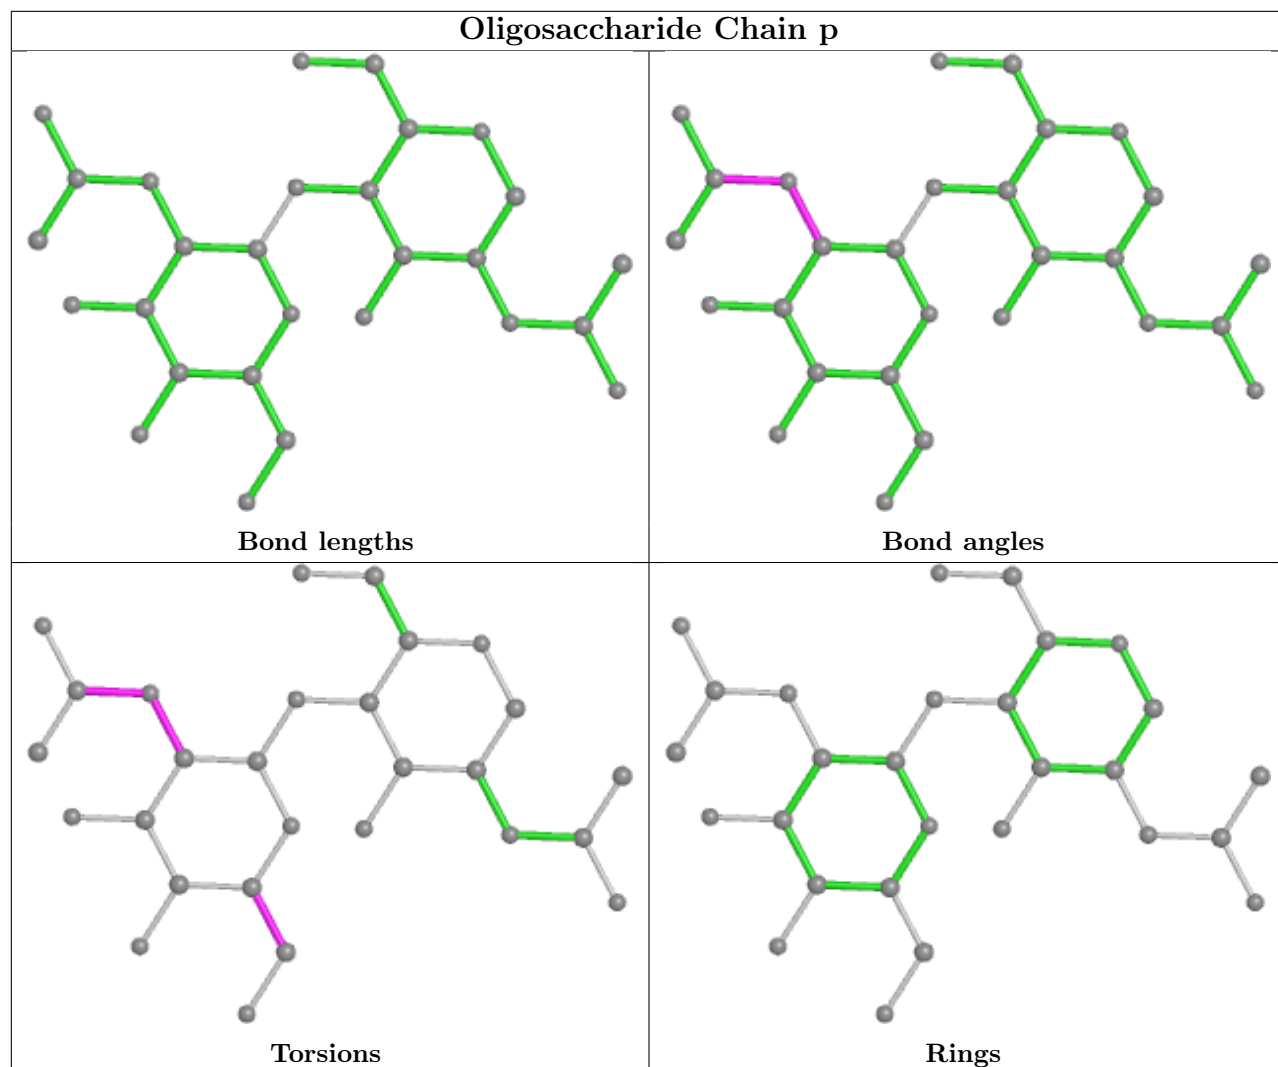 Oligosaccharide Chain p
Bond lengths
Bond angles
Torsions
Rings